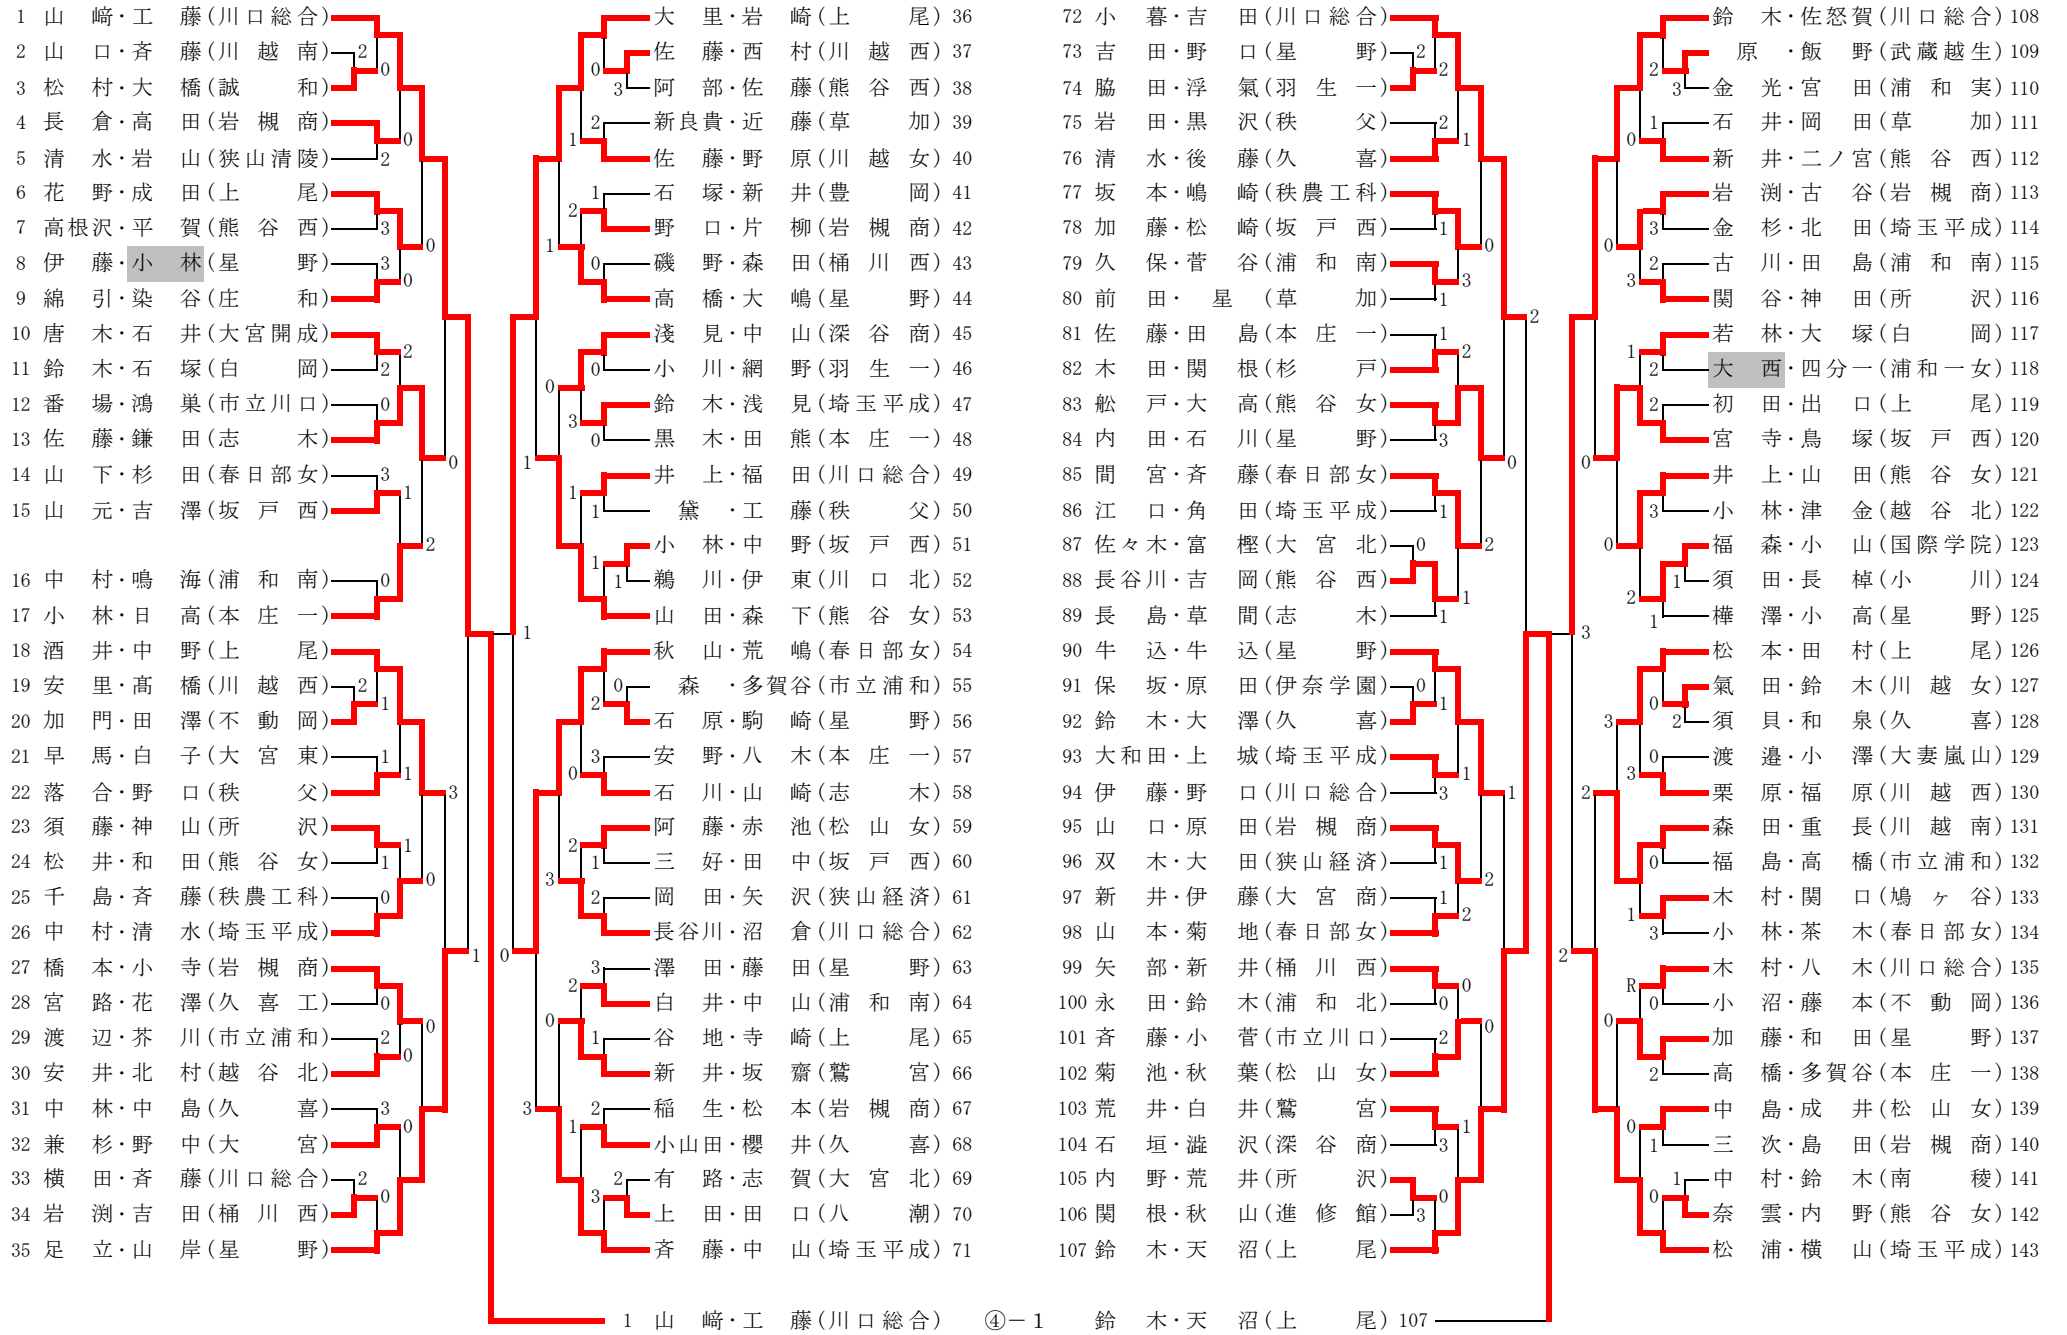 1 山﨑・工藤(川口総合)
2 山口・斉藤(川越南)
3 松村・大橋(誠和)
4 長倉・高田(岩槻商)
5 清水・岩山(狭山清陵)
6 花野・成田(上尾)
7 高根沢・平賀(熊谷西)
8 伊藤・小林(星野)
9 綿引・染谷(庄和)
10 唐木・石井(大宮開成)
11 鈴木・石塚(白岡)
12 番場・鴻巣(市立川口)
13 佐藤・鎌田(志木)
14 山下・杉田(春日部女)
15 山元・吉澤(坂戸西)
16 中村・鳴海(浦和南)
17 小林・日高(本庄一)
18 酒井・中野(上尾)
19 安里・髙橋(川越西)
20 加門・田澤(不動岡)
21 早馬・白子(大宮東)
22 落合・野口(秩父)
23 須藤・神山(所沢)
24 松井・和田(熊谷女)
25 千島・斉藤(秩農工科)
26 中村・清水(埼玉平成)
27 橋本・小寺(岩槻商)
28 宮路・花澤(久喜工)
29 渡辺・芥川(市立浦和)
30 安井・北村(越谷北)
31 中林・中島(久喜)
32 兼杉・野中(大宮)
33 横田・斉藤(川口総合)
34 岩渕・吉田(桶川西)
35 足立・山岸(星野)
大里・岩崎(上尾) 36
佐藤・西村(川越西) 37
阿部・佐藤(熊谷西) 38
新良貴・近藤(草加) 39
佐藤・野原(川越女) 40
石塚・新井(豊岡) 41
野口・片柳(岩槻商) 42
磯野・森田(桶川西) 43
高橋・大嶋(星野) 44
淺見・中山(深谷商) 45
小川・網野(羽生一) 46
鈴木・浅見(埼玉平成) 47
黒木・田熊(本庄一) 48
井上・福田(川口総合) 49
黛・工藤(秩父) 50
小林・中野(坂戸西) 51
鵜川・伊東(川口北) 52
山田・森下(熊谷女) 53
秋山・荒嶋(春日部女) 54
森・多賀谷(市立浦和) 55
石原・駒崎(星野) 56
安野・八木(本庄一) 57
石川・山崎(志木) 58
阿藤・赤池(松山女) 59
三好・田中(坂戸西) 60
岡田・矢沢(狭山経済) 61
長谷川・沼倉(川口総合) 62
澤田・藤田(星野) 63
白井・中山(浦和南) 64
谷地・寺崎(上尾) 65
新井・坂齋(鷲宮) 66
稲生・松本(岩槻商) 67
小山田・櫻井(久喜) 68
有路・志賀(大宮北) 69
上田・田口(八潮) 70
斉藤・中山(埼玉平成) 71
72 小暮・吉田(川口総合)
73 吉田・野口(星野)
74 脇田・浮氣(羽生一)
75 岩田・黒沢(秩父)
76 清水・後藤(久喜)
77 坂本・嶋崎(秩農工科)
78 加藤・松崎(坂戸西)
79 久保・菅谷(浦和南)
80 前田・星(草加)
81 佐藤・田島(本庄一)
82 木田・関根(杉戸)
83 舩戸・大高(熊谷女)
84 内田・石川(星野)
85 間宮・斉藤(春日部女)
86 江口・角田(埼玉平成)
87 佐々木・富樫(大宮北)
88 長谷川・吉岡(熊谷西)
89 長島・草間(志木)
90 牛込・牛込(星野)
91 保坂・原田(伊奈学園)
92 鈴木・大澤(久喜)
93 大和田・上城(埼玉平成)
94 伊藤・野口(川口総合)
95 山口・原田(岩槻商)
96 双木・大田(狭山経済)
97 新井・伊藤(大宮商)
98 山本・菊地(春日部女)
99 矢部・新井(桶川西)
100 永田・鈴木(浦和北)
101 斉藤・小菅(市立川口)
102 菊池・秋葉(松山女)
103 荒井・白井(鷲宮)
104 石垣・澁沢(深谷商)
105 内野・荒井(所沢)
106 関根・秋山(進修館)
107 鈴木・天沼(上尾)
鈴木・佐怒賀(川口総合) 108
原・飯野(武蔵越生) 109
金光・宮田(浦和実) 110
石井・岡田(草加) 111
新井・二ノ宮(熊谷西) 112
岩渕・古谷(岩槻商) 113
金杉・北田(埼玉平成) 114
古川・田島(浦和南) 115
関谷・神田(所沢) 116
若林・大塚(白岡) 117
大西・四分一(浦和一女) 118
初田・出口(上尾) 119
宮寺・鳥塚(坂戸西) 120
井上・山田(熊谷女) 121
小林・津金(越谷北) 122
福森・小山(国際学院) 123
須田・長棹(小川) 124
樺澤・小高(星野) 125
松本・田村(上尾) 126
氣田・鈴木(川越女) 127
須貝・和泉(久喜) 128
渡邉・小澤(大妻嵐山) 129
栗原・福原(川越西) 130
森田・重長(川越南) 131
福島・高橋(市立浦和) 132
木村・関口(鳩ヶ谷) 133
小林・茶木(春日部女) 134
木村・八木(川口総合) 135
小沼・藤本(不動岡) 136
加藤・和田(星野) 137
高橋・多賀谷(本庄一) 138
中島・成井(松山女) 139
三次・島田(岩槻商) 140
中村・鈴木(南稜) 141
奈雲・内野(熊谷女) 142
松浦・横山(埼玉平成) 143
1 山﨑・工藤(川口総合) ④－1 鈴木・天沼(上尾) 107